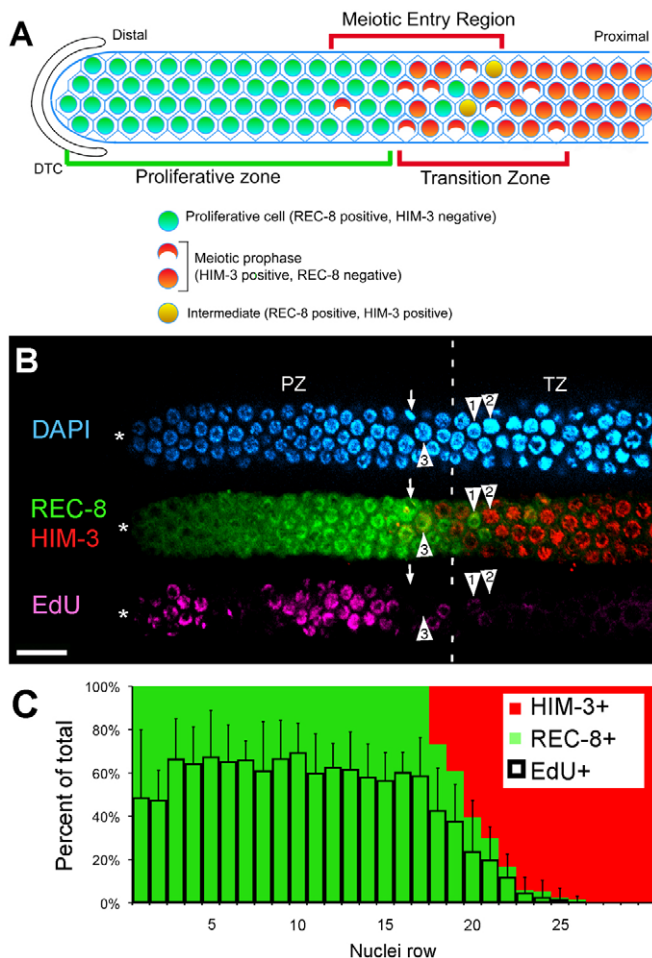 A
Meiotic Entry Region
Distal
Proximal
DTC
Proliferative zone
Transition Zone
Proliferative cell (REC-8 positive, HIM-3 negative)
Meiotic prophase
(HIM-3 positive, REC-8 negative)
Intermediate (REC-8 positive, HIM-3 positive)
B
PZ
TZ
DAPI
*
1
2
3
REC-8
HIM-3
*
1
2
3
EdU
*
1
2
3
C
100%
80%
60%
40%
20%
0%
Percent of total
HIM-3+
REC-8+
EdU+
5
10
15
20
25
Nuclei row